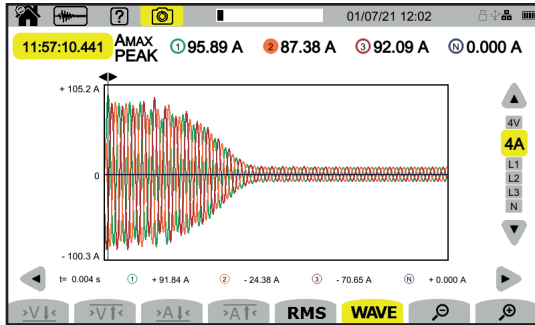 ? 01/07/21 12:02
11:57:10.441 AMAX PEAK 1 95.89 A 2 87.38 A 3 92.09 A N 0.000 A
+ 105.2 A
0
- 100.3 A
4V
4A
L1
L2
L3
N
t= 0.004 s 1 + 91.84 A 2 - 24.38 A 3 - 70.65 A N + 0.000 A
>V↓< >V↑< >A↓< >A↑< RMS WAVE